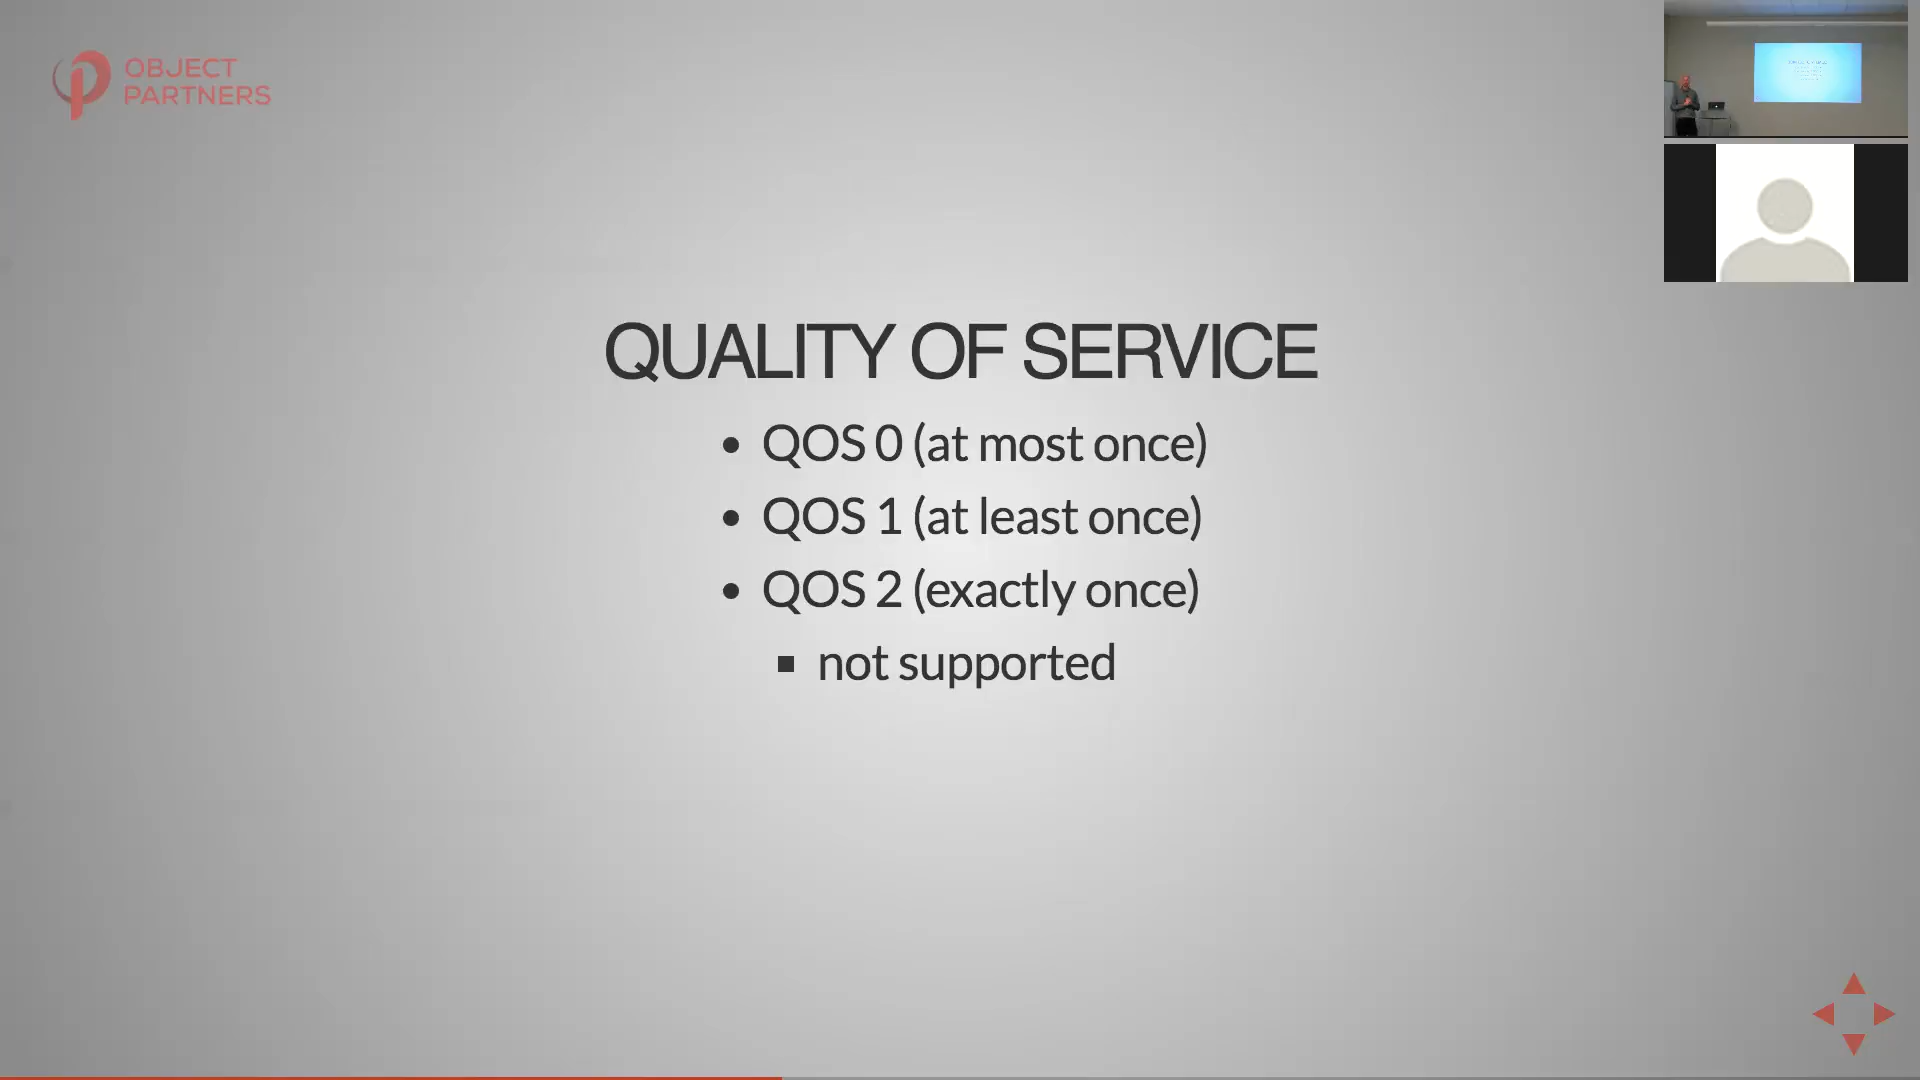 OBJECT
PARTNERS
QUALITY OF SERVICE
QOS 0 (at most once)
QOS 1 (at least once)
QOS 2 (exactly once)
not supported